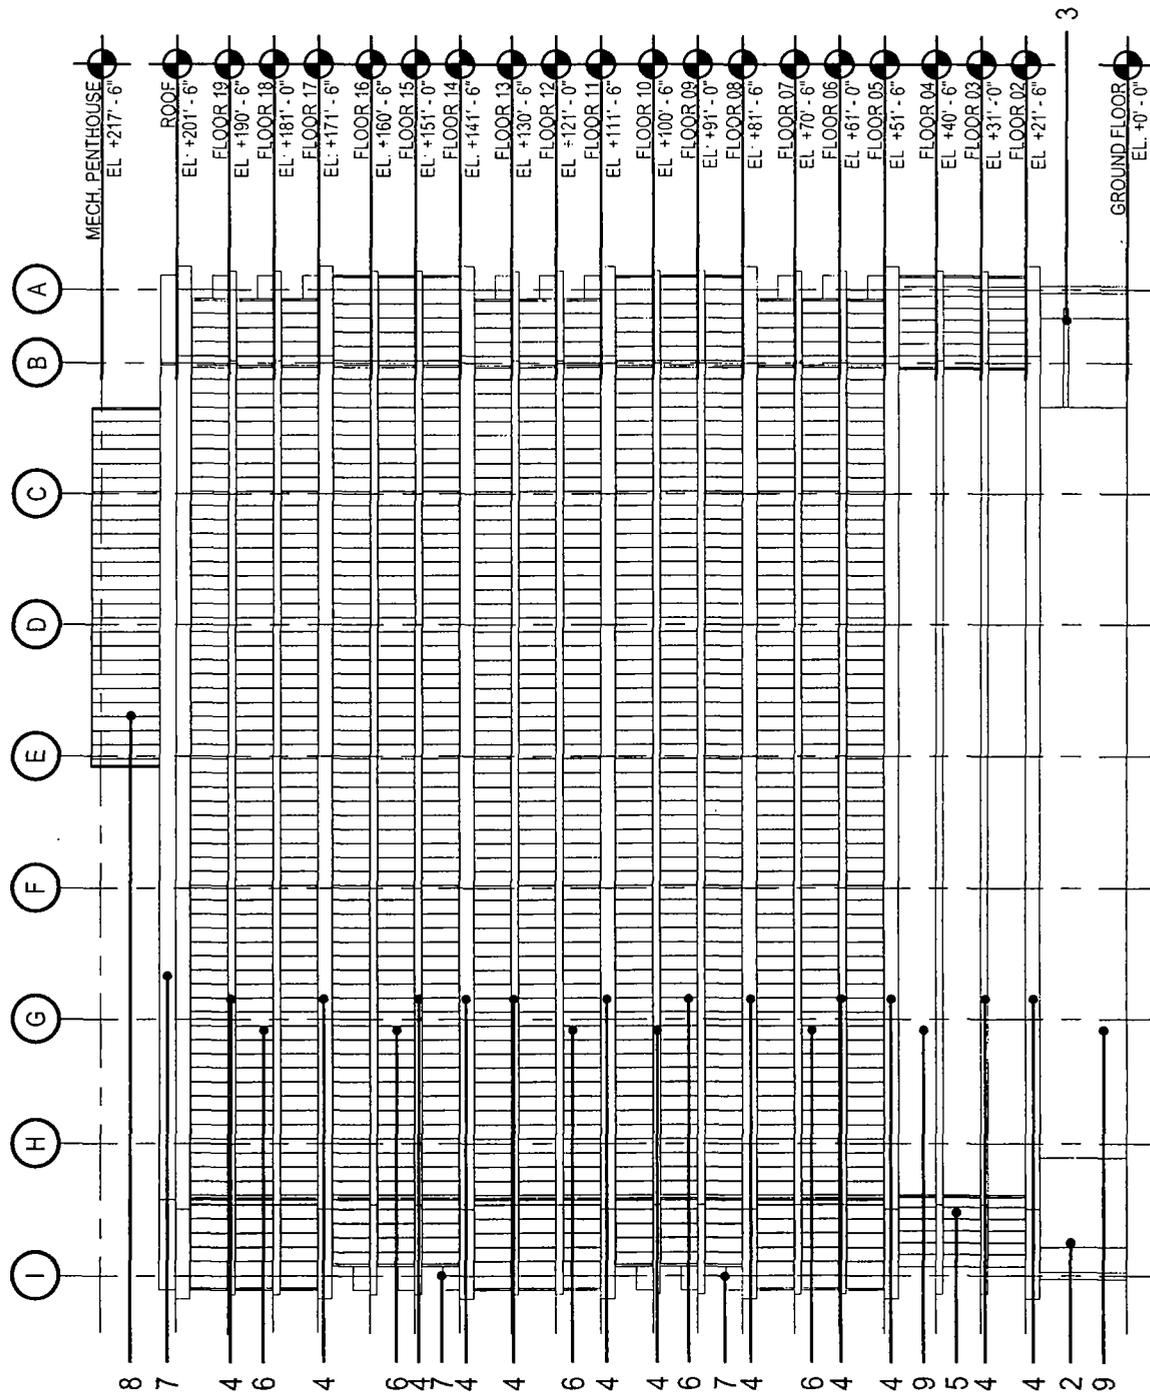 MECH. PENTHOUSE
EL. +217' - 6"
ROOF
EL. +201' - 6"
FLOOR 19
EL +190' - 6"
FLOOR 18
EL. +181' - 0"
FLOOR 17
EL. +171' - 6"
FLOOR 16
EL. +160' - 6"
FLOOR 15
EL. +151' - 0"
FLOOR 14
EL. +141' - 6"
FLOOR 13
EL +130' - 6"
FLOOR 12
EL. +121' - 0"
FLOOR 11
EL. +111' - 6"
FLOOR 10
EL +100' - 6"
FLOOR 09
EL. +91' - 0"
FLOOR 08
EL. +81' - 6"
FLOOR 07
EL +70' - 6"
FLOOR 06
EL +61' - 0"
FLOOR 05
EL +51' - 6"
FLOOR 04
EL +40' - 6"
FLOOR 03
EL +31' - 0"
FLOOR 02
EL +21' - 6"
GROUND FLOOR
EL. +0' - 0"
3
I
H
G
F
E
D
C
B
A
8
7
4
6
4
6
4
7
4
4
6
4
4
6
7
4
6
4
4
9
5
4
4
2
9